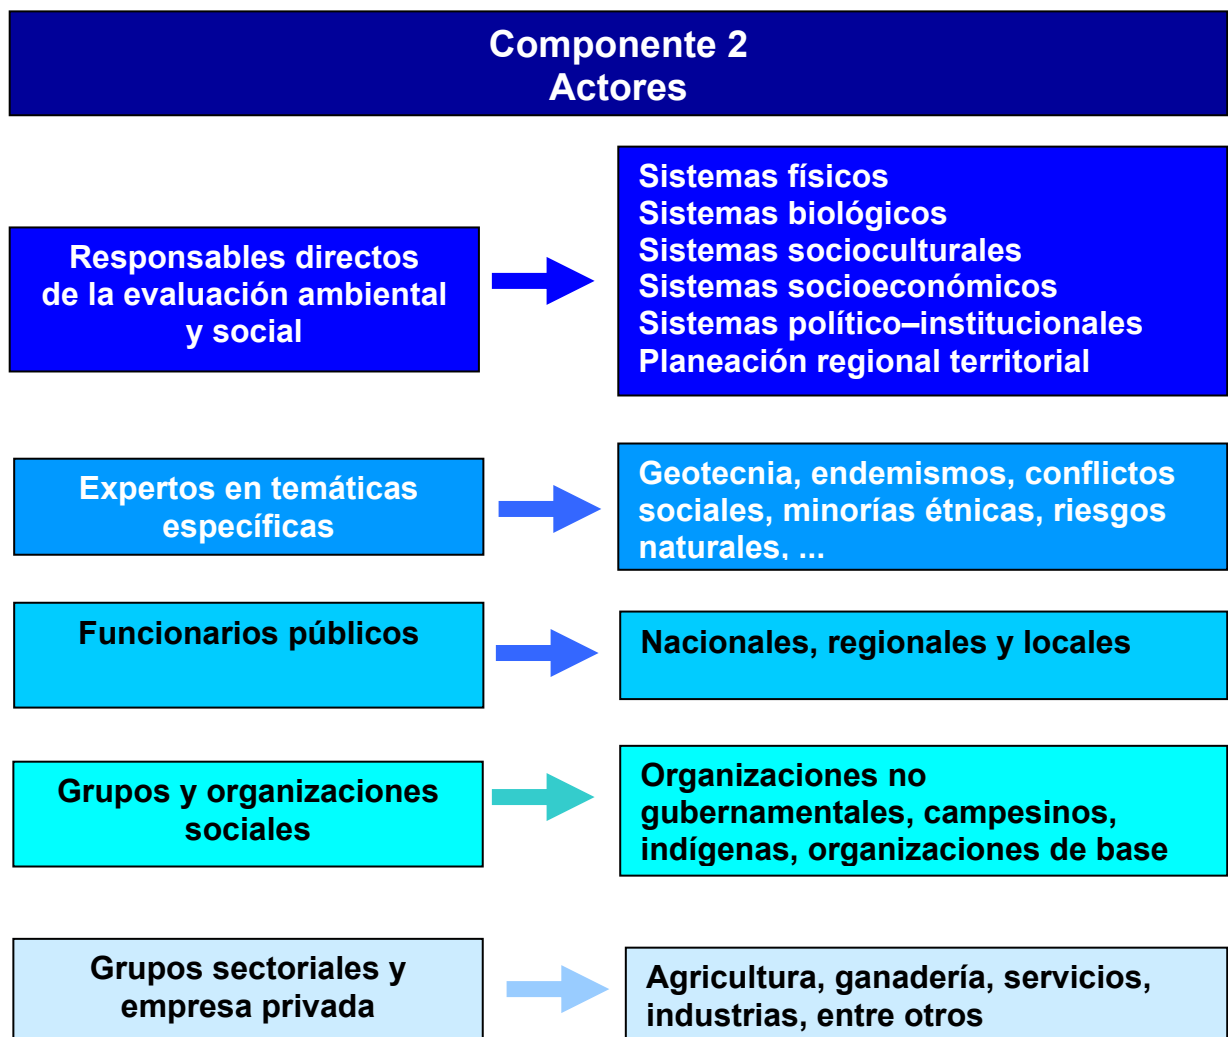 Componente 2
Actores
Responsables directos
de la evaluación ambiental
y social
Sistemas físicos
Sistemas biológicos
Sistemas socioculturales
Sistemas socioeconómicos
Sistemas político–institucionales
Planeación regional territorial
Expertos en temáticas
específicas
Geotecnia, endemismos, conflictos
sociales, minorías étnicas, riesgos
naturales, ...
Funcionarios públicos
Nacionales, regionales y locales
Grupos y organizaciones
sociales
Organizaciones no
gubernamentales, campesinos,
indígenas, organizaciones de base
Grupos sectoriales y
empresa privada
Agricultura, ganadería, servicios,
industrias, entre otros